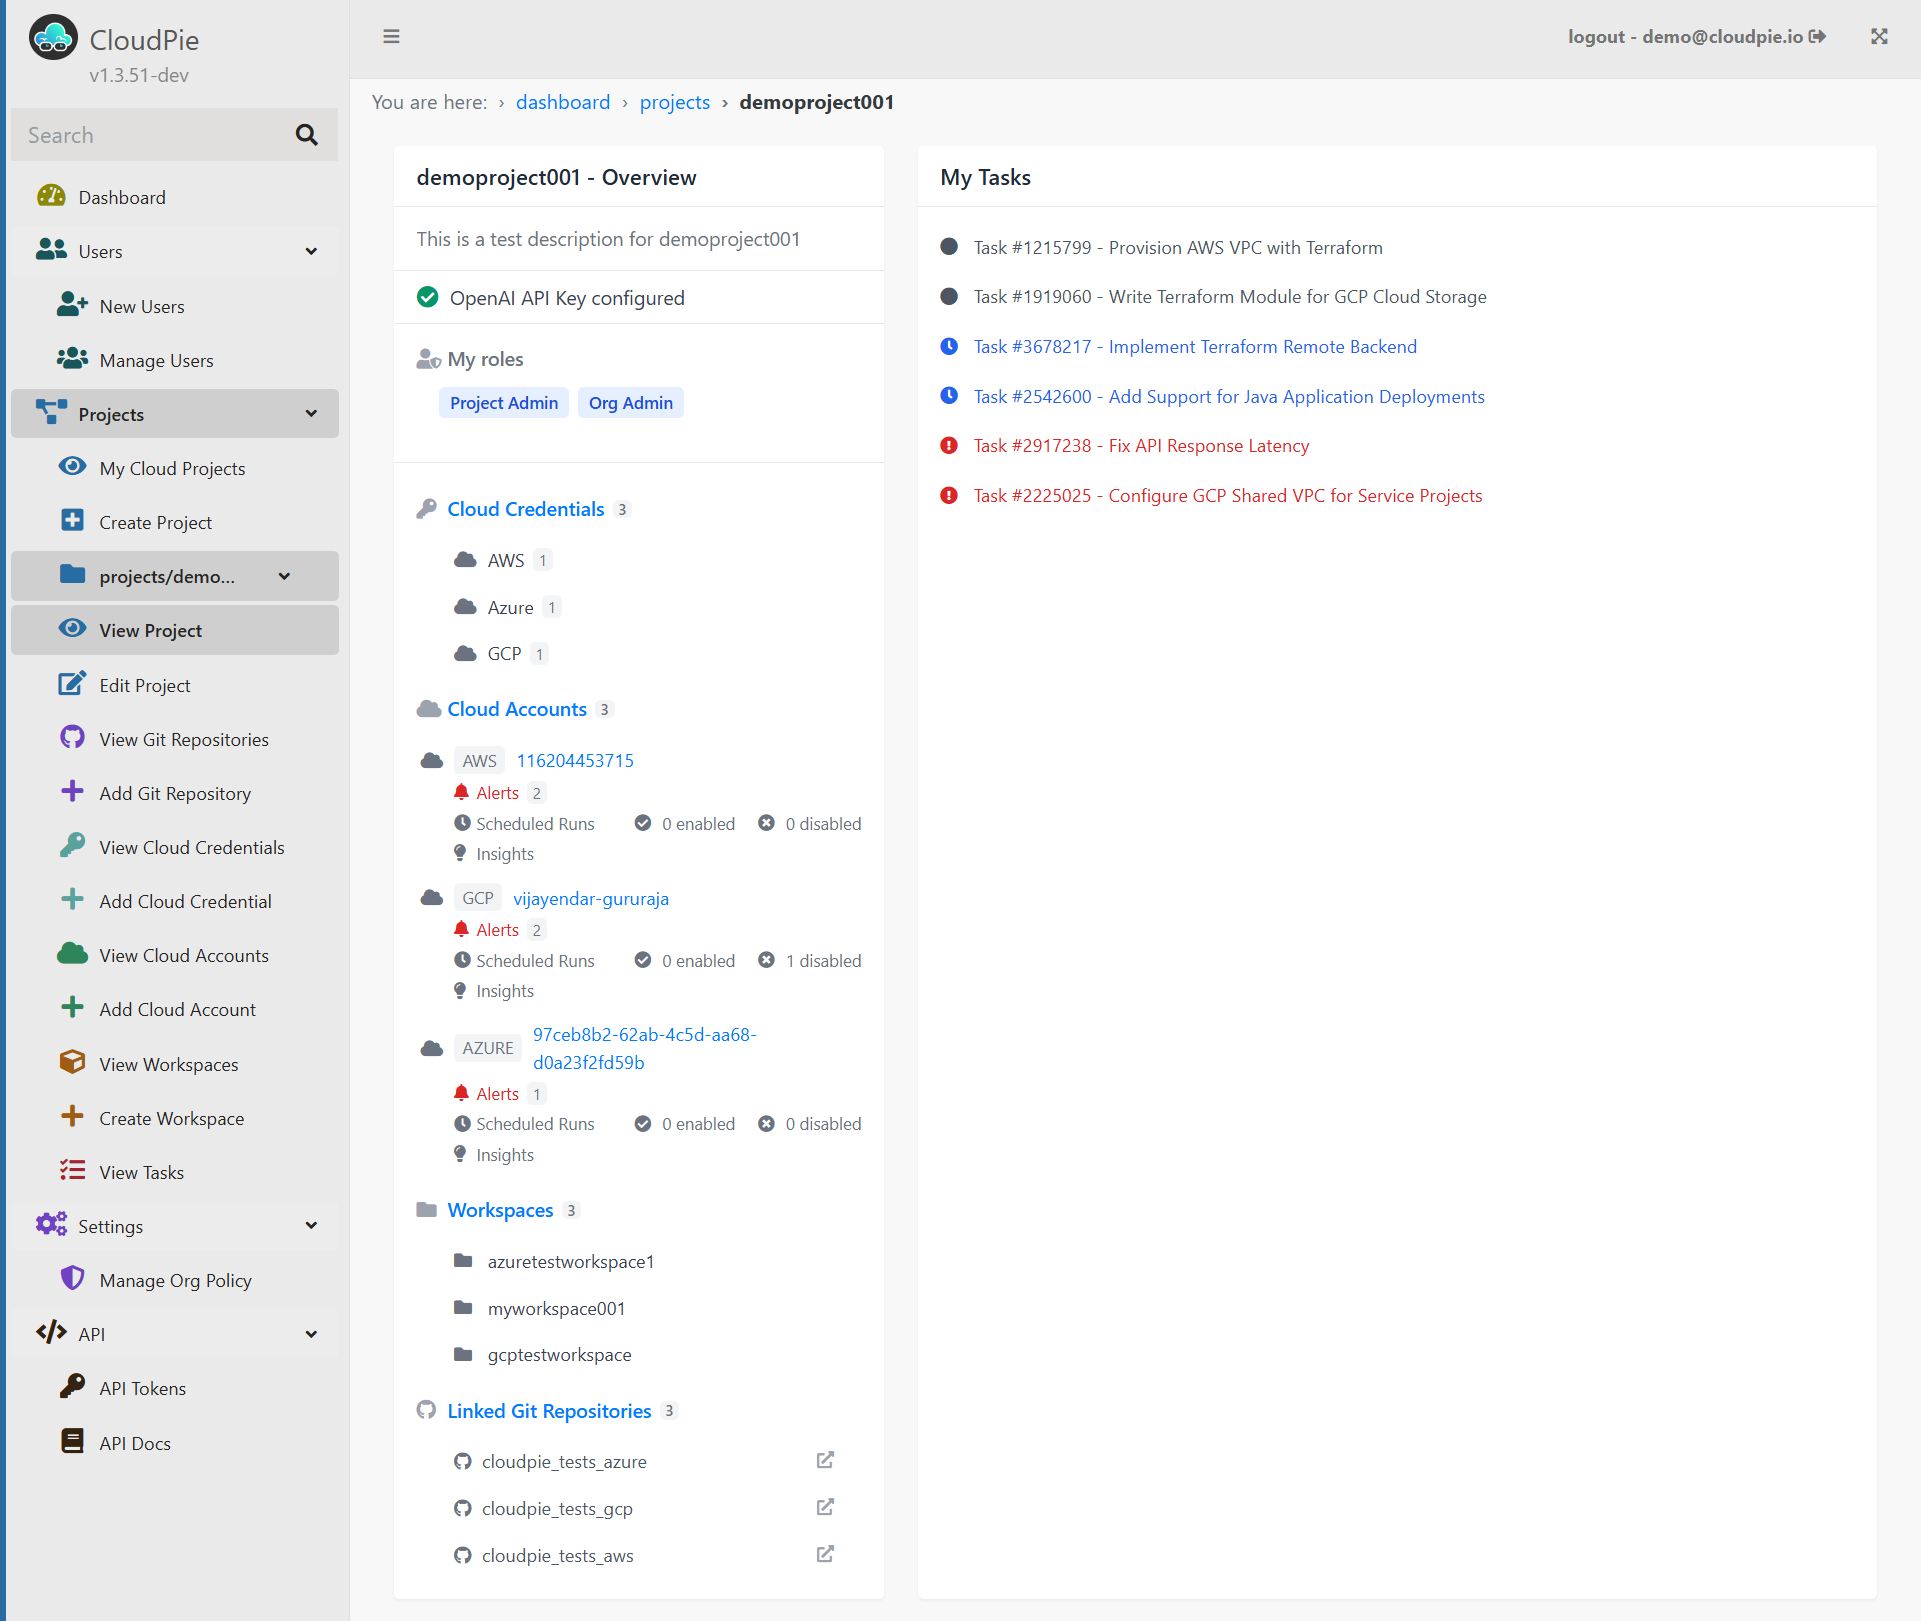 CloudPie
v1.3.51-dev
Search
Dashboard
Users
New Users
Manage Users
Projects
My Cloud Projects
Create Project
projects/demo...
View Project
Edit Project
View Git Repositories
Add Git Repository
View Cloud Credentials
Add Cloud Credential
View Cloud Accounts
Add Cloud Account
View Workspaces
Create Workspace
View Tasks
Settings
Manage Org Policy
API
API Tokens
API Docs
logout - demo@cloudpie.io
You are here: › dashboard › projects › demoproject001
demoproject001 - Overview
This is a test description for demoproject001
OpenAI API Key configured
My roles
Project Admin Org Admin
Cloud Credentials 3
AWS 1
Azure 1
GCP 1
Cloud Accounts 3
AWS 116204453715
Alerts 2
Scheduled Runs 0 enabled 0 disabled
Insights
GCP vijayendar-gururaja
Alerts 2
Scheduled Runs 0 enabled 1 disabled
Insights
AZURE 97ceb8b2-62ab-4c5d-aa68-
d0a23f2fd59b
Alerts 1
Scheduled Runs 0 enabled 0 disabled
Insights
Workspaces 3
azuretestworkspace1
myworkspace001
gcptestworkspace
Linked Git Repositories 3
cloudpie_tests_azure
cloudpie_tests_gcp
cloudpie_tests_aws
My Tasks
Task #1215799 - Provision AWS VPC with Terraform
Task #1919060 - Write Terraform Module for GCP Cloud Storage
Task #3678217 - Implement Terraform Remote Backend
Task #2542600 - Add Support for Java Application Deployments
Task #2917238 - Fix API Response Latency
Task #2225025 - Configure GCP Shared VPC for Service Projects